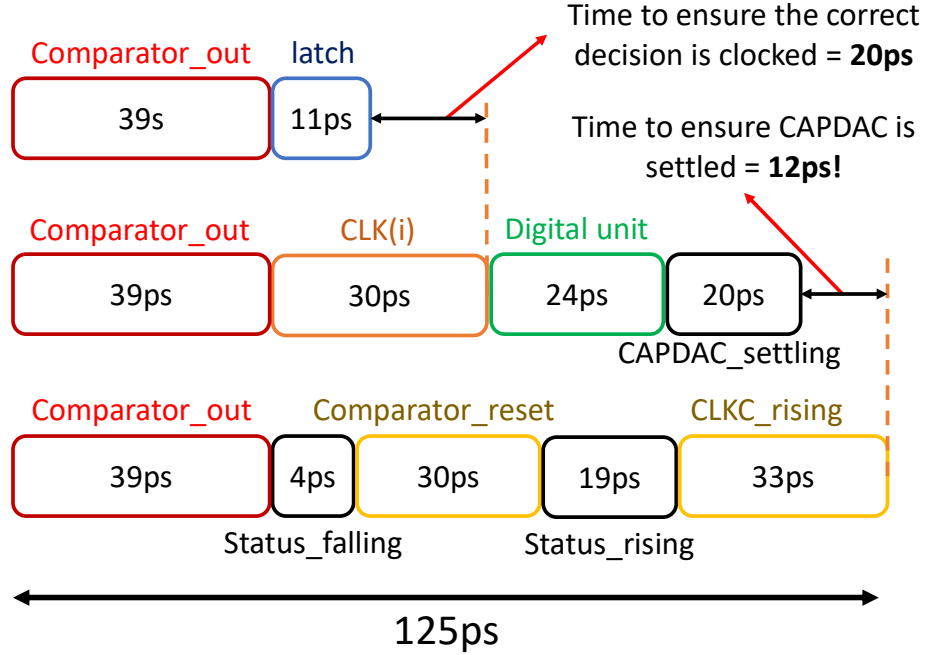 Time to ensure the correct
decision is clocked = 20ps
Comparator_out
latch
39s
11ps
Time to ensure CAPDAC is
settled = 12ps!
Comparator_out
CLK(i)
Digital unit
39ps
30ps
24ps
20ps
CAPDAC_settling
Comparator_out
Comparator_reset
CLKC_rising
39ps
4ps
30ps
19ps
33ps
Status_falling
Status_rising
125ps